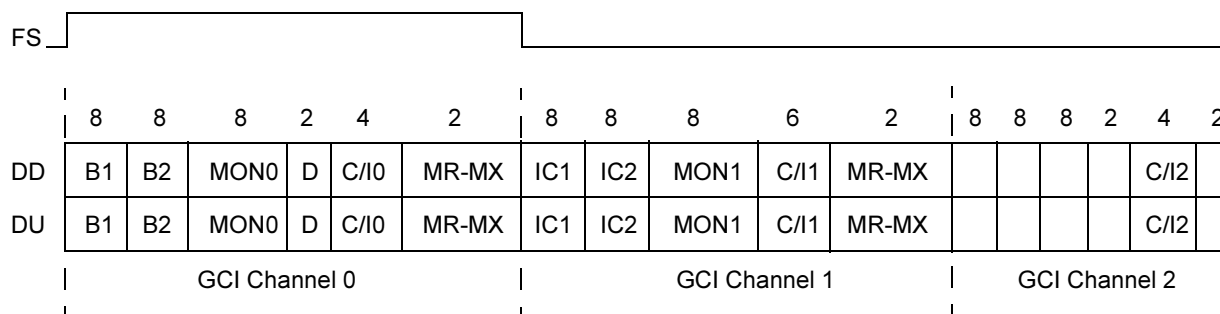 FS
8 8 8 2 4 2 8 8 8 6 2 8 8 8 2 4 2
DD B1 B2 MON0 D C/I0 MR-MX IC1 IC2 MON1 C/I1 MR-MX C/I2
DU B1 B2 MON0 D C/I0 MR-MX IC1 IC2 MON1 C/I1 MR-MX C/I2
GCI Channel 0 GCI Channel 1 GCI Channel 2